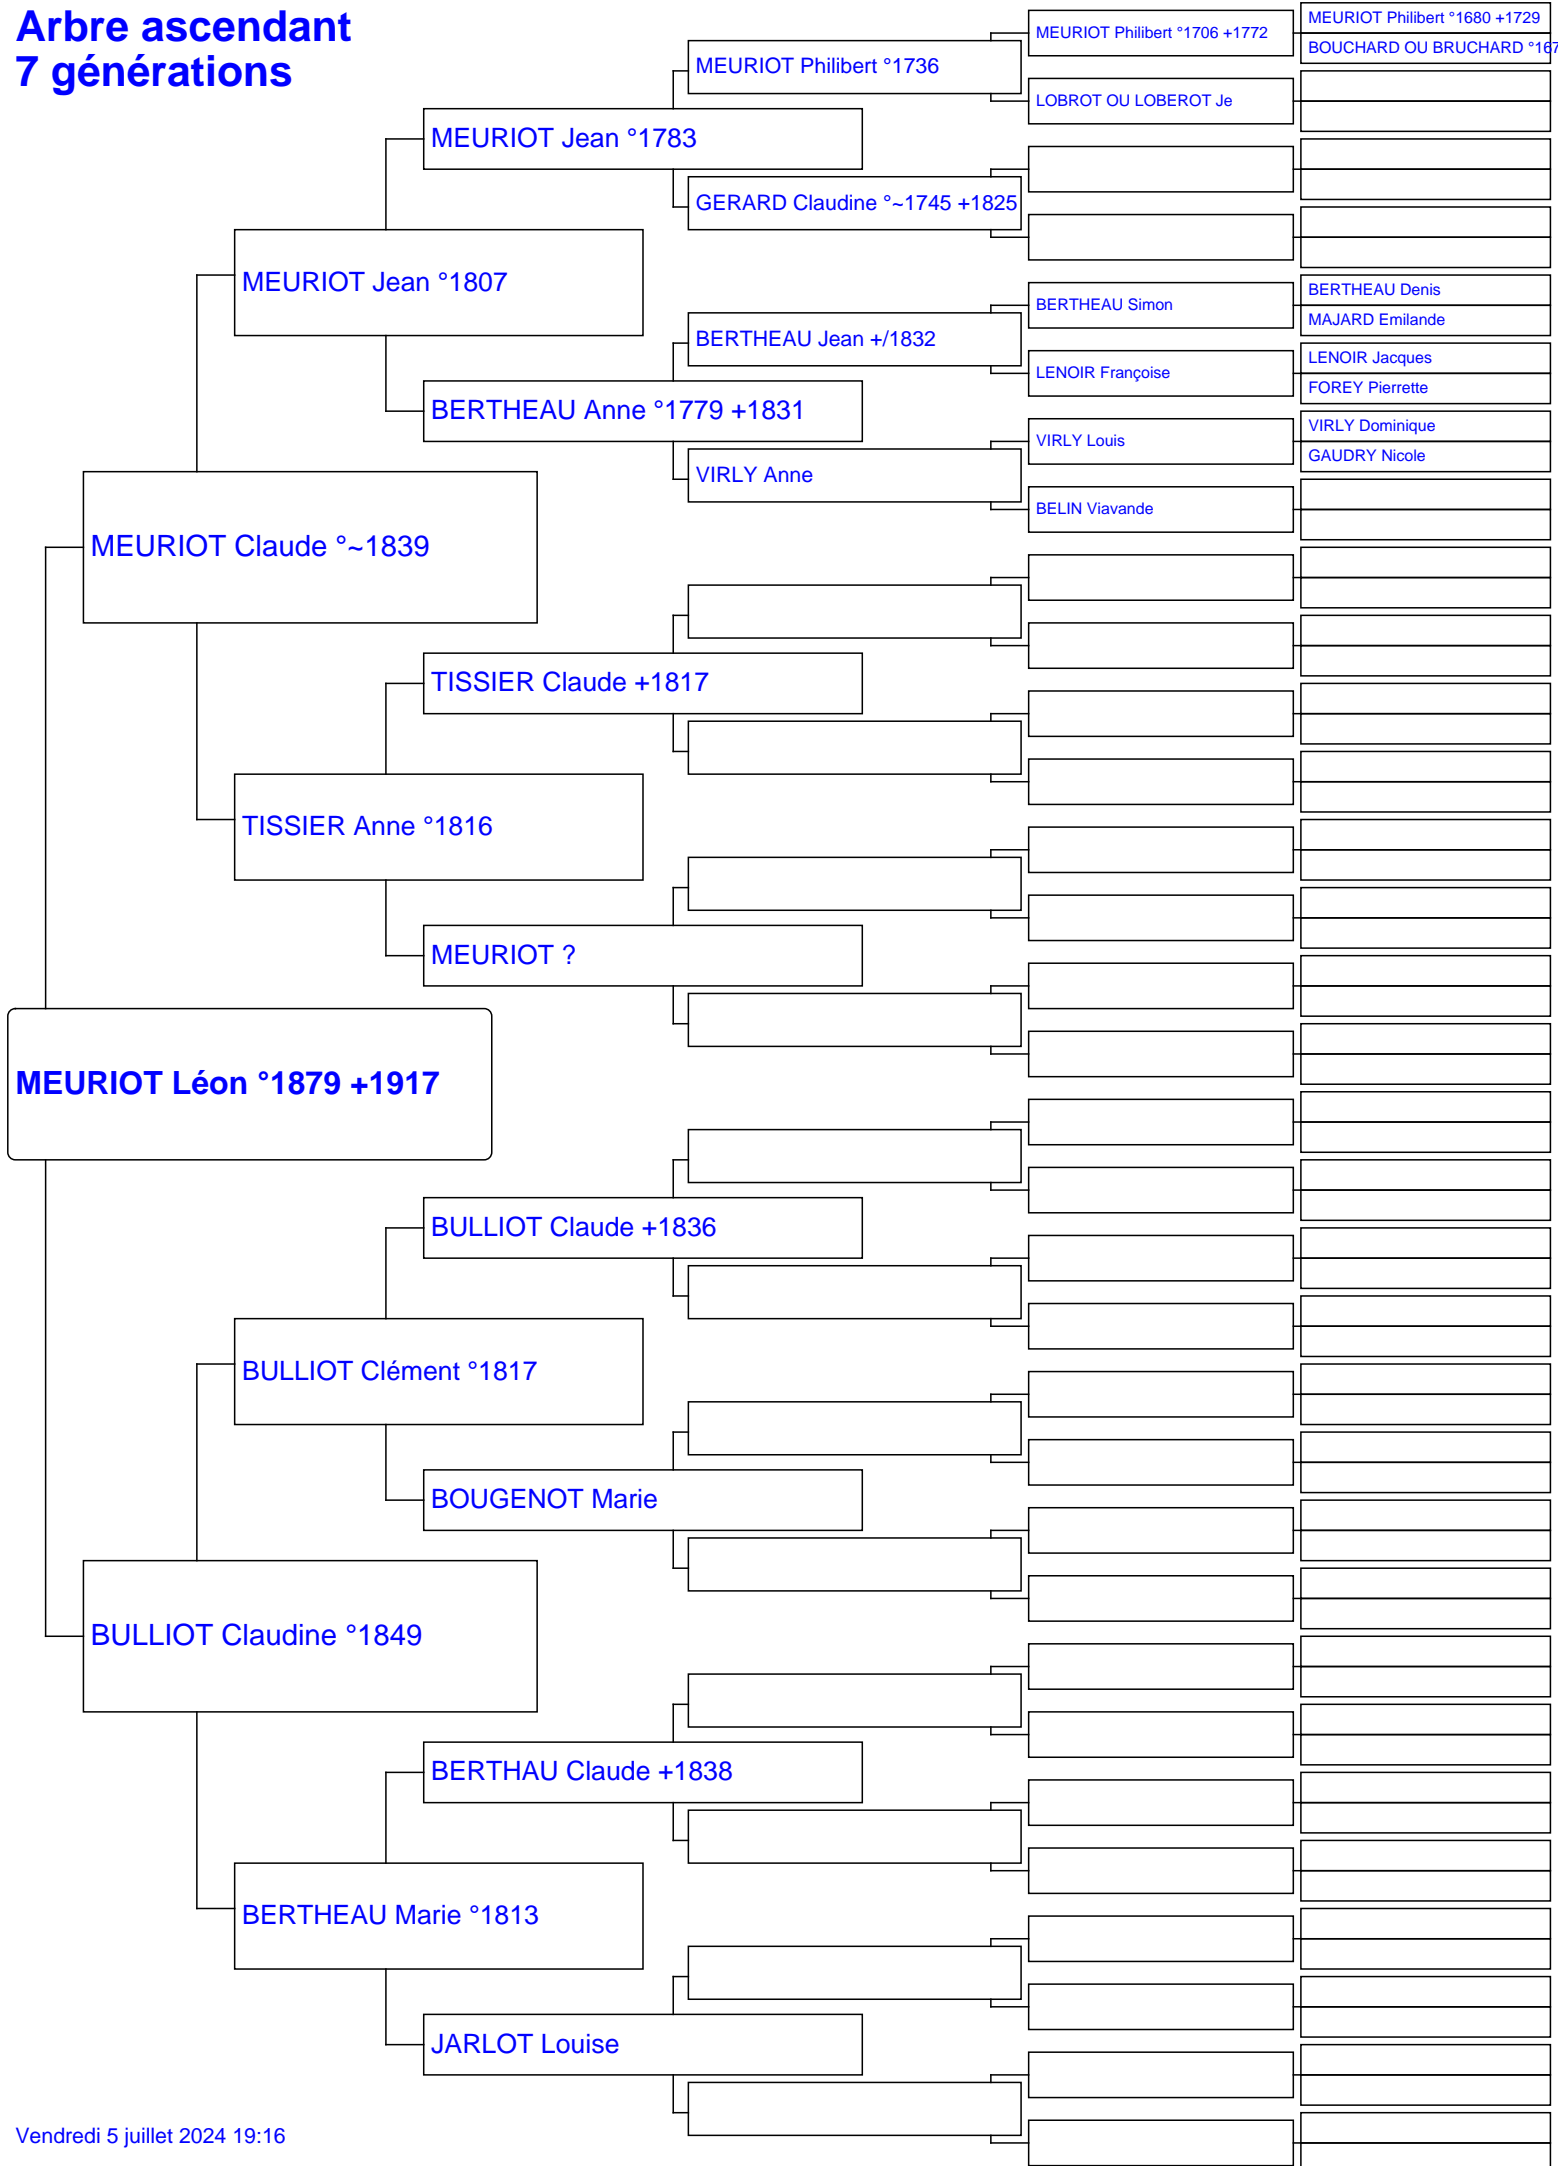 Arbre ascendant
7 générations
MEURIOT Philibert °1680 +1729
MEURIOT Philibert °1706 +1772
BOUCHARD OU BRUCHARD °167
MEURIOT Philibert °1736
LOBROT OU LOBEROT Je
MEURIOT Jean °1783
GERARD Claudine °~1745 +1825
MEURIOT Jean °1807
BERTHEAU Denis
BERTHEAU Simon
MAJARD Emilande
BERTHEAU Jean +/1832
LENOIR Jacques
LENOIR Françoise
FOREY Pierrette
BERTHEAU Anne °1779 +1831
VIRLY Dominique
VIRLY Louis
GAUDRY Nicole
VIRLY Anne
BELIN Viavande
MEURIOT Claude °~1839
TISSIER Claude +1817
TISSIER Anne °1816
MEURIOT ?
MEURIOT Léon °1879 +1917
BULLIOT Claude +1836
BULLIOT Clément °1817
BOUGENOT Marie
BULLIOT Claudine °1849
BERTHAU Claude +1838
BERTHEAU Marie °1813
JARLOT Louise
Vendredi 5 juillet 2024 19:16